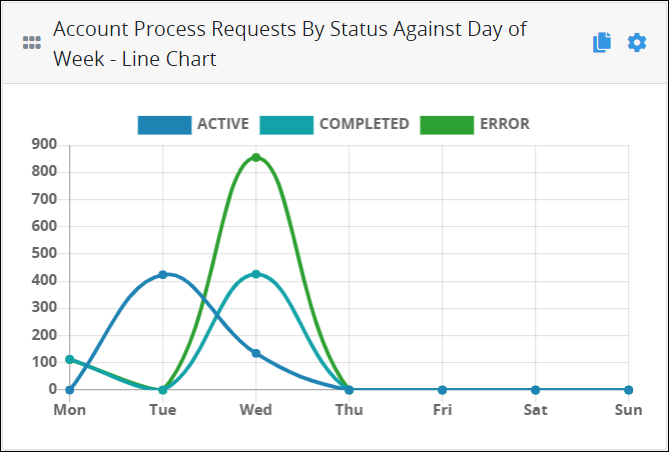 Account Process Requests By Status Against Day of
Week - Line Chart
ACTIVE COMPLETED ERROR
900
800
700
600
500
400
300
200
100
0
Mon Tue Wed Thu Fri Sat Sun